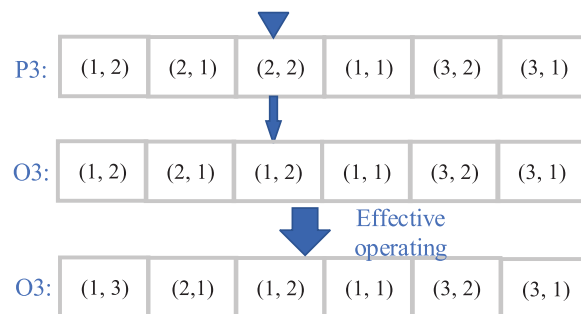 P3: (1, 2) (2, 1) (2, 2) (1, 1) (3, 2) (3, 1)
O3: (1, 2) (2, 1) (1, 2) (1, 1) (3, 2) (3, 1)
Effective
operating
O3: (1, 3) (2,1) (1, 2) (1, 1) (3, 2) (3, 1)